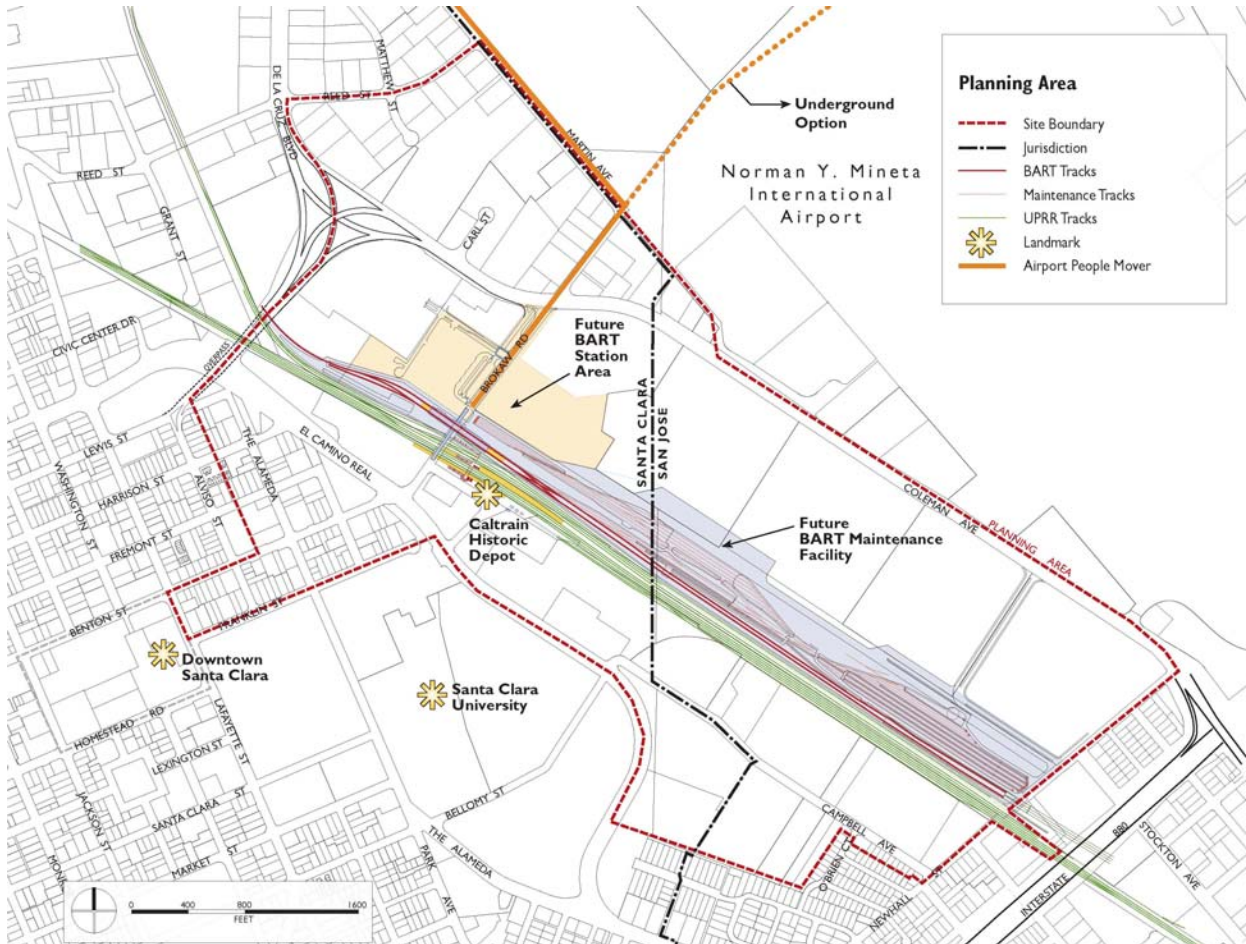 Planning Area
Site Boundary
Jurisdiction
BART Tracks
Maintenance Tracks
UPRR Tracks
Landmark
Airport People Mover
Underground
Option
Norman Y. Mineta
International
Airport
MATTHEW ST
DE LA CRUZ BLVD
REED ST
MARTIN AVE
REED ST
GRANT ST
CARL ST
CIVIC CENTER DR
OVERPASS
Future
BART
Station
Area
BROKAW RD
SANTA CLARA
SAN JOSE
LEWIS ST
WASHINGTON ST
HARRISON ST
ALVISO ST
THE ALAMEDA
EL CAMINO REAL
FREMONT ST
Caltrain
Historic
Depot
COLEMAN AVE
PLANNING AREA
Future
BART Maintenance
Facility
BENTON ST
FRANKLIN ST
Downtown
Santa Clara
Santa Clara
University
HOMESTEAD RD
LAFAYETTE ST
LEXINGTON ST
JACKSON ST
SANTA CLARA ST
BELLOMY ST
MARKET ST
THE ALAMEDA
PARK AVE
CAMPBELL AVE
O'BRIEN CT
NEWHALL ST
INTERSTATE 880
STOCKTON AVE
0 400 800 1600
FEET